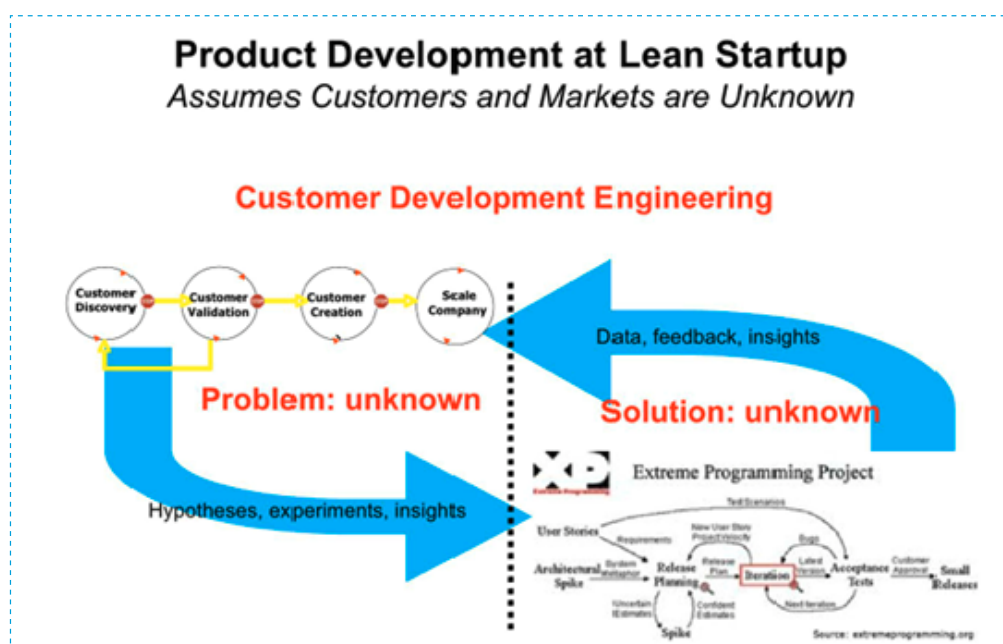 Product Development at Lean Startup
Assumes Customers and Markets are Unknown
Customer Development Engineering
Customer
Discovery
Customer
Validation
Customer
Creation
Scale
Company
Data, feedback, insights
Problem: unknown
Solution: unknown
Hypotheses, experiments, insights
XP
Extreme Programming
Extreme Programming Project
Test Scenarios
User Stories
Requirements
New User Story
Project Velocity
Bugs
Architectural
Spike
System
Metaphor
Release
Planning
Release
Plan
Iteration
Latest
Version
Acceptance
Tests
Customer
Approval
Small
Releases
Uncertain
Estimates
Confident
Estimates
Next Iteration
Spike
Source: extremeprogramming.org